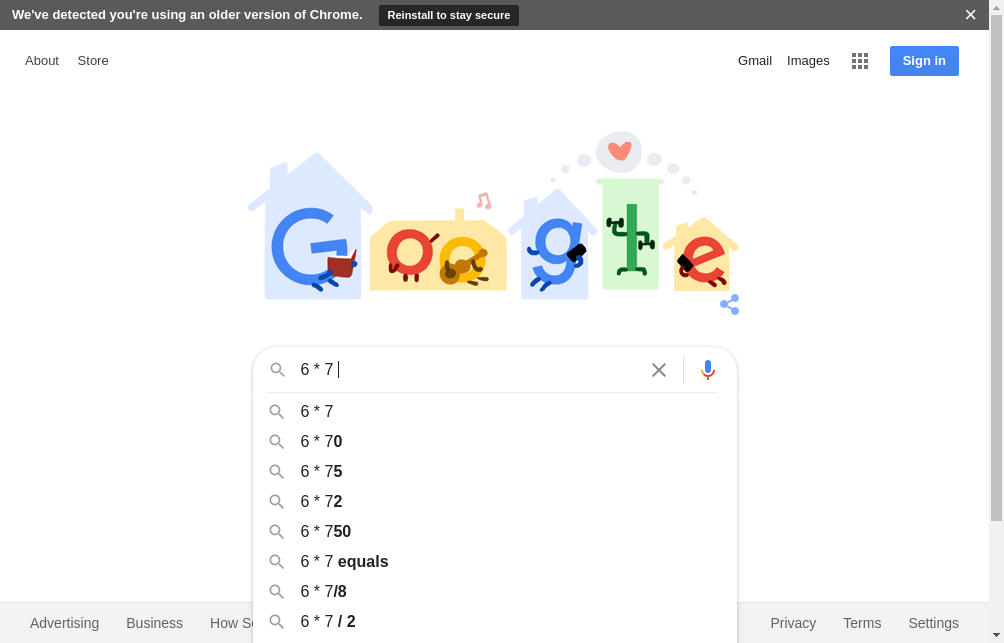 We've detected you're using an older version of Chrome. Reinstall to stay secure
About Store Gmail Images Sign in
Google
6 * 7
6 * 7
6 * 70
6 * 75
6 * 72
6 * 750
6 * 7 equals
6 * 7/8
6 * 7 / 2
Advertising Business How Privacy Terms Settings